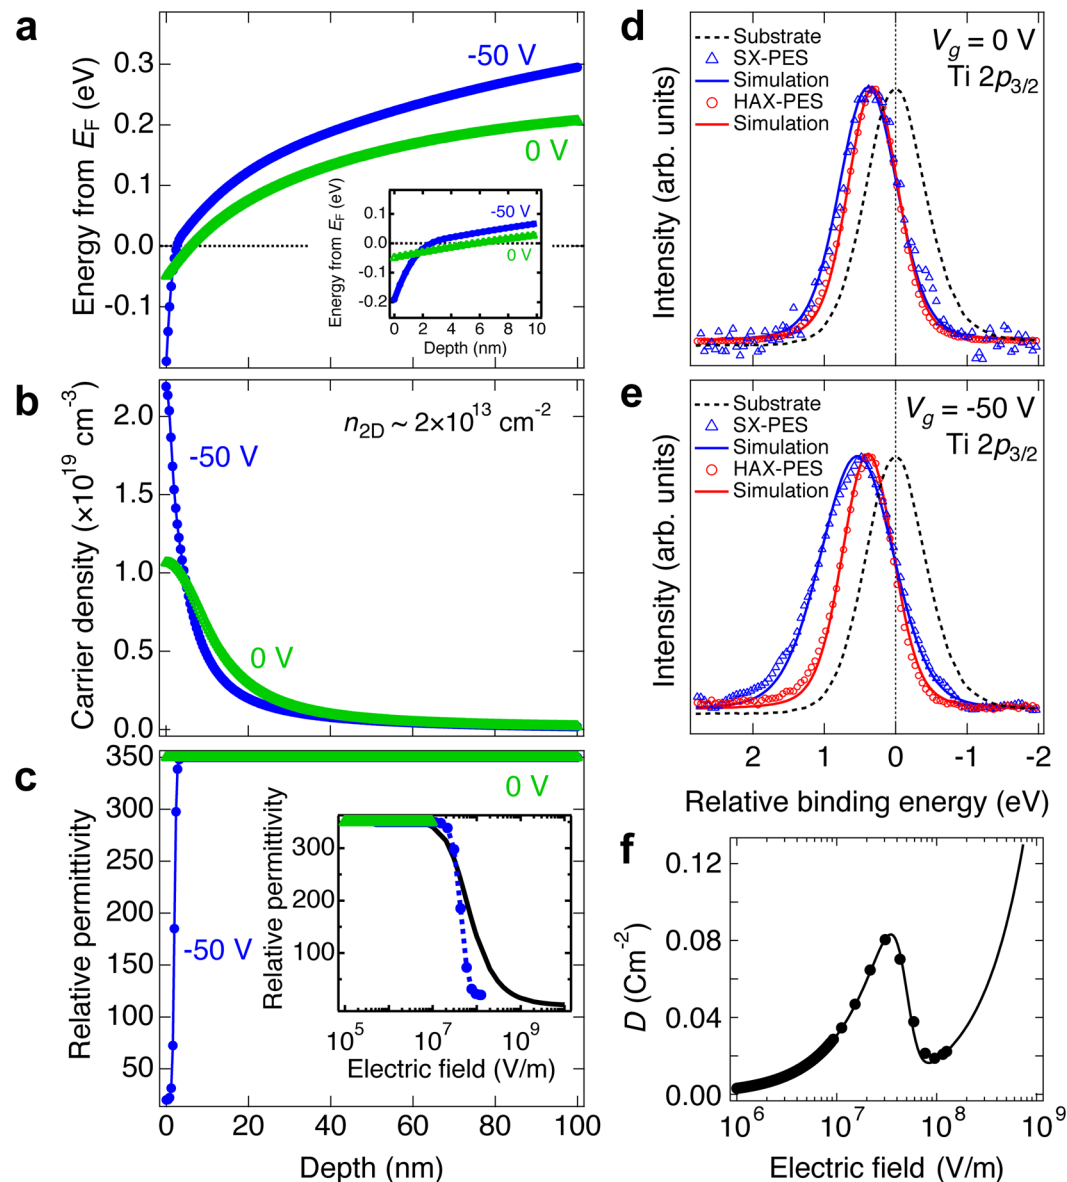 a
Energy from EF (eV)
0.3
0.2
0.1
0.0
-0.1
-50 V
0 V
Energy from EF (eV)
0.1
0.0
-0.1
-0.2
-50 V
0 V
0 2 4 6 8 10
Depth (nm)
b
Carrier density (×10^19 cm^-3)
2.0
1.5
1.0
0.5
0.0
n2D ~ 2×10^13 cm^-2
-50 V
0 V
c
Relative permittivity
350
300
250
200
150
100
50
0 V
-50 V
Relative permittivity
300
200
100
10^5 10^7 10^9
Electric field (V/m)
0 20 40 60 80 100
Depth (nm)
d
Intensity (arb. units)
Substrate
SX-PES
Simulation
HAX-PES
Simulation
Vg = 0 V
Ti 2p3/2
e
Intensity (arb. units)
Substrate
SX-PES
Simulation
HAX-PES
Simulation
Vg = -50 V
Ti 2p3/2
2 1 0 -1 -2
Relative binding energy (eV)
f
D (Cm^-2)
0.12
0.08
0.04
0.00
10^6 10^7 10^8 10^9
Electric field (V/m)